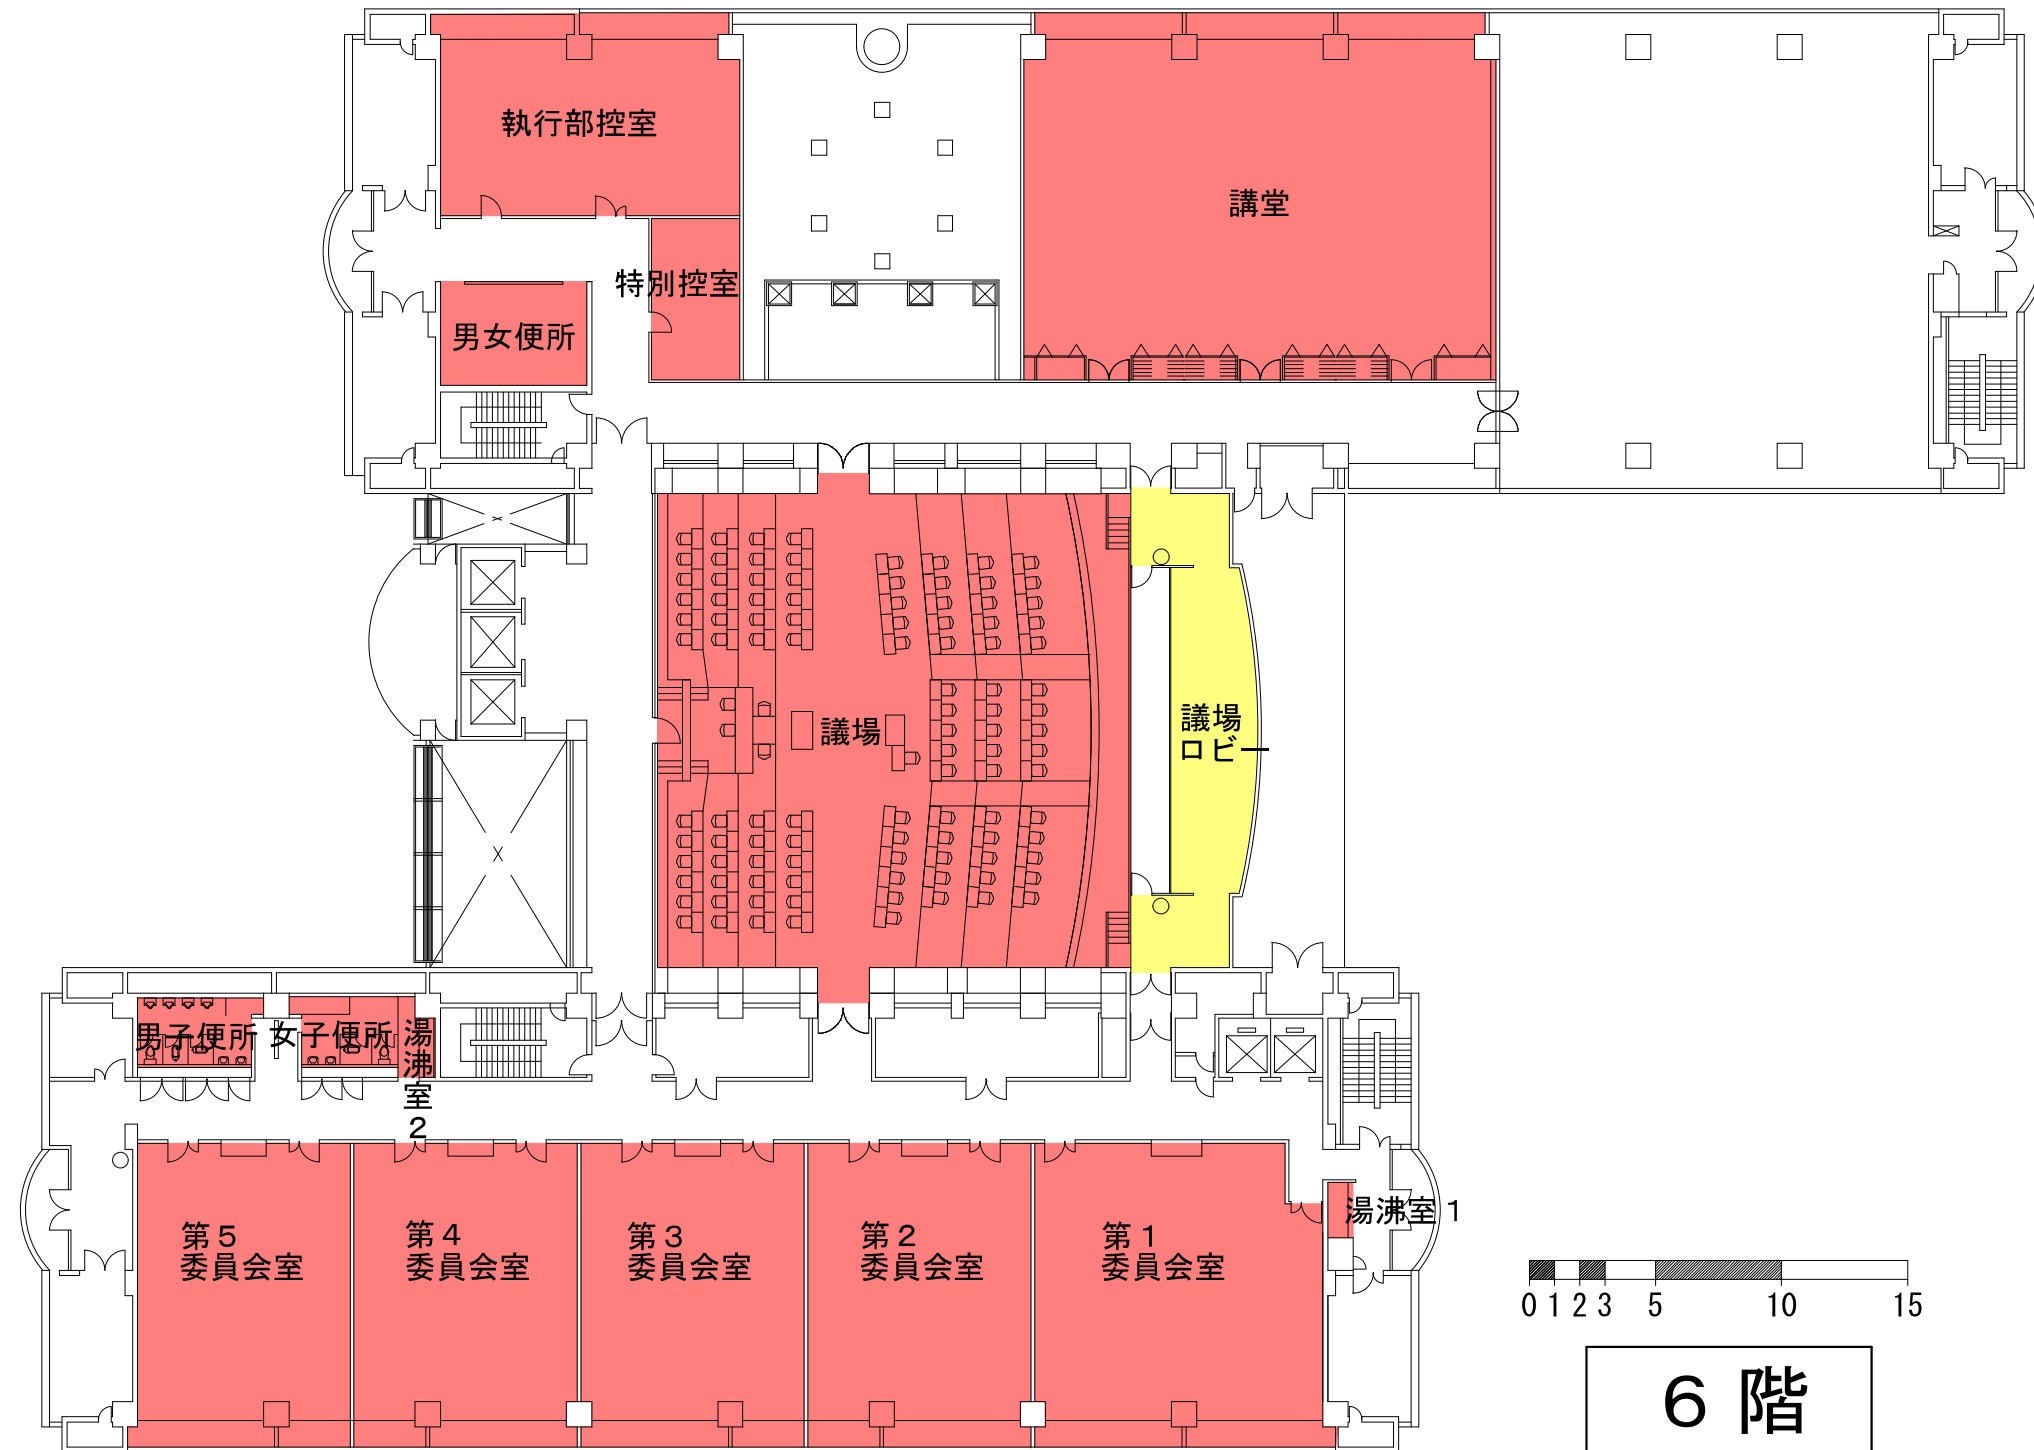 執行部控室
講堂
特別控室
男女便所
議場
議場
ロビー
男子便所
女子便所
湯沸室２
第５
委員会室
第４
委員会室
第３
委員会室
第２
委員会室
第１
委員会室
湯沸室１
0 1 2 3 5 10 15
６階